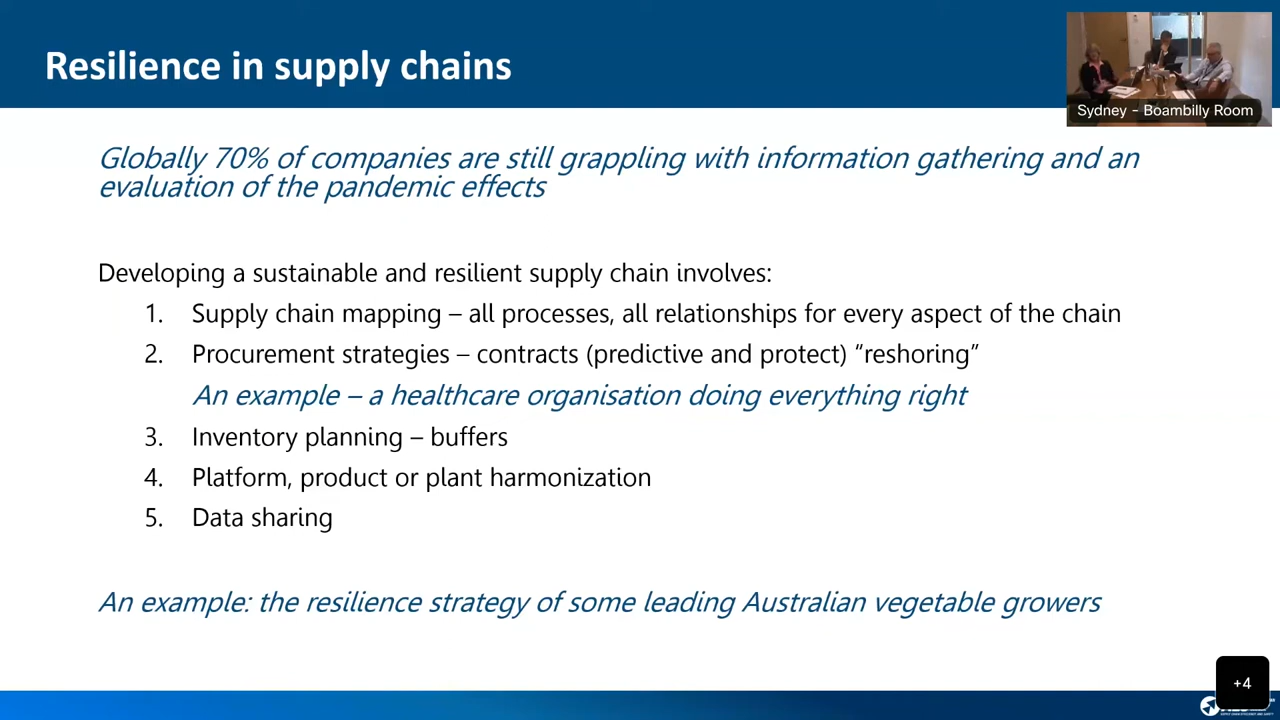 Resilience in supply chains
Sydney - Boambilly Room
Globally 70% of companies are still grappling with information gathering and an
evaluation of the pandemic effects
Developing a sustainable and resilient supply chain involves:
1. Supply chain mapping – all processes, all relationships for every aspect of the chain
2. Procurement strategies – contracts (predictive and protect) “reshoring”
An example – a healthcare organisation doing everything right
3. Inventory planning – buffers
4. Platform, product or plant harmonization
5. Data sharing
An example: the resilience strategy of some leading Australian vegetable growers
+4